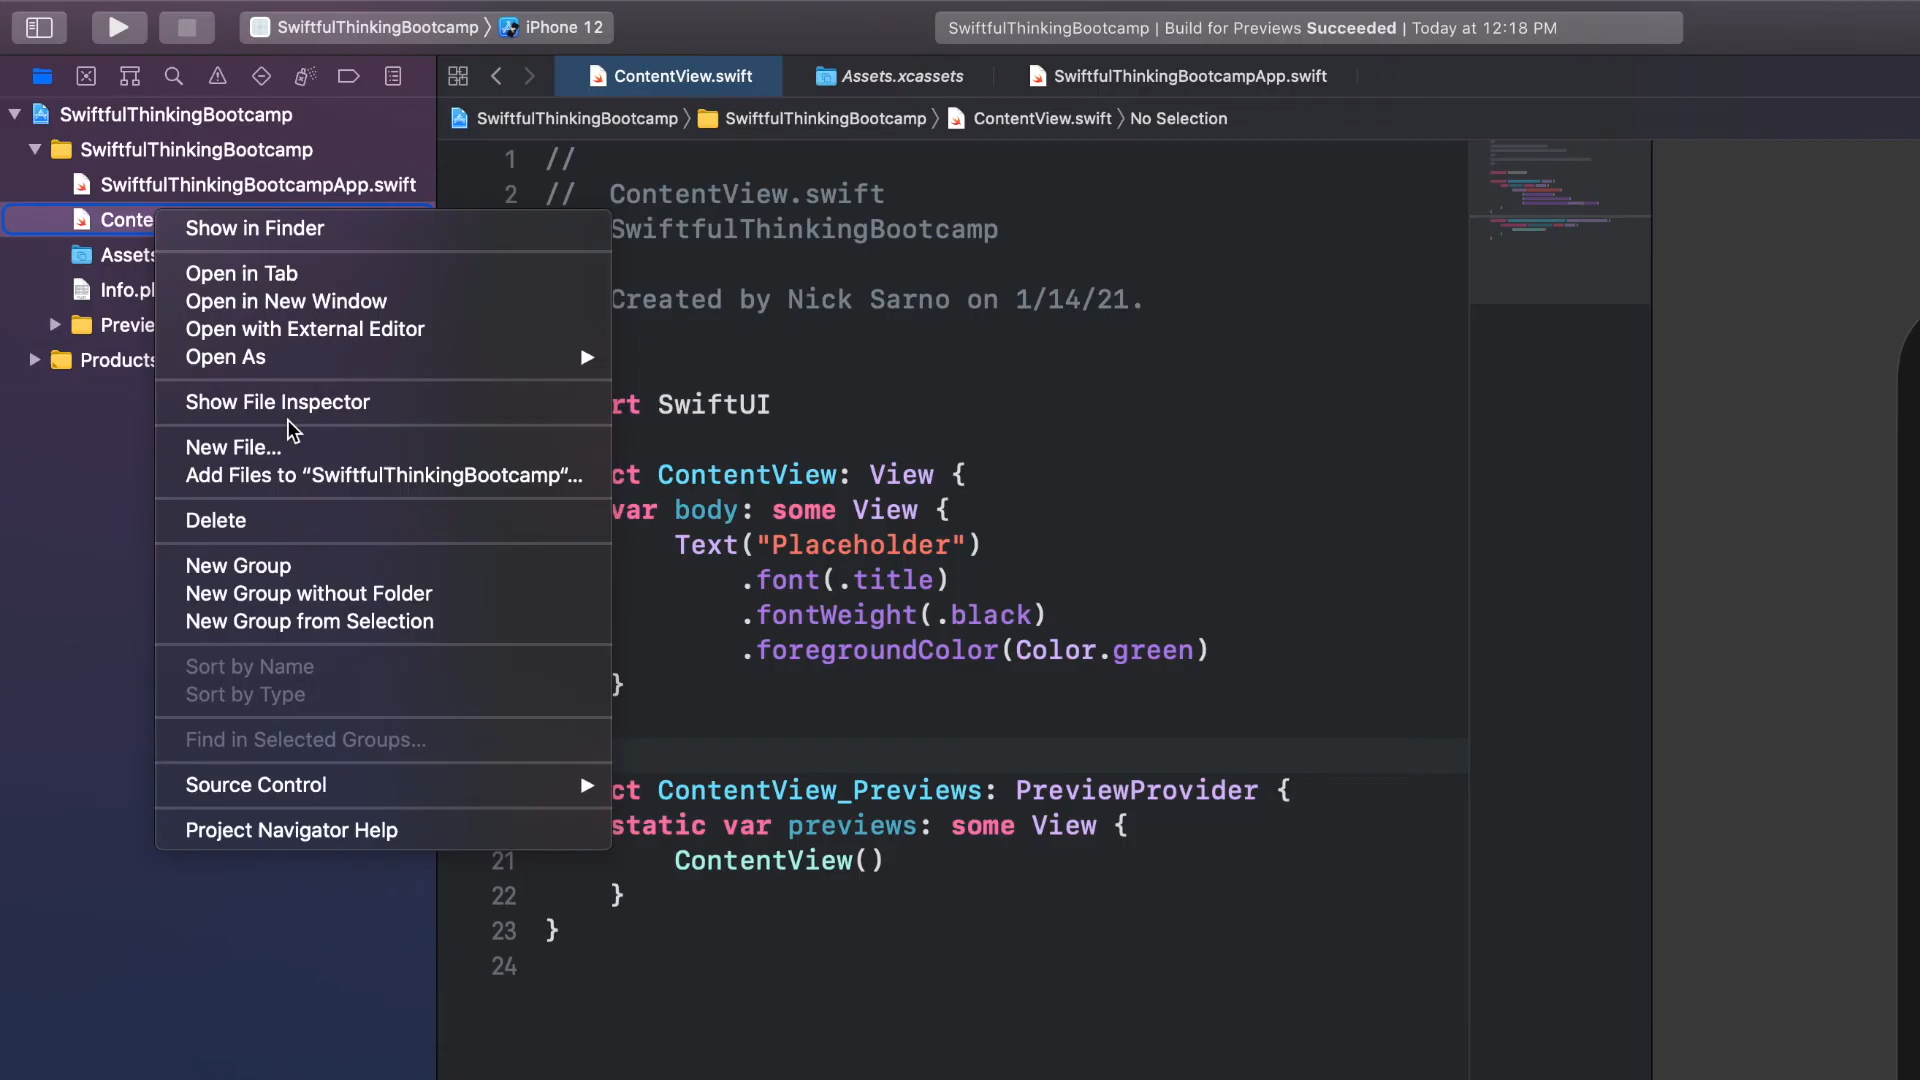 SwiftfulThinkingBootcamp 〉 iPhone 12
SwiftfulThinkingBootcamp | Build for Previews Succeeded | Today at 12:18 PM
ContentView.swift
Assets.xcassets
SwiftfulThinkingBootcampApp.swift
SwiftfulThinkingBootcamp 〉 SwiftfulThinkingBootcamp 〉 ContentView.swift 〉 No Selection
SwiftfulThinkingBootcamp
SwiftfulThinkingBootcamp
SwiftfulThinkingBootcampApp.swift
Conte
Assets
Info.pl
Previe
Products
Show in Finder
Open in Tab
Open in New Window
Open with External Editor
Open As
Show File Inspector
New File...
Add Files to “SwiftfulThinkingBootcamp“...
Delete
New Group
New Group without Folder
New Group from Selection
Sort by Name
Sort by Type
Find in Selected Groups...
Source Control
Project Navigator Help
1 //
2 // ContentView.swift
SwiftfulThinkingBootcamp
Created by Nick Sarno on 1/14/21.
rt SwiftUI
ct ContentView: View {
var body: some View {
Text("Placeholder")
.font(.title)
.fontWeight(.black)
.foregroundColor(Color.green)
}
ct ContentView_Previews: PreviewProvider {
static var previews: some View {
21 ContentView()
22 }
23 }
24